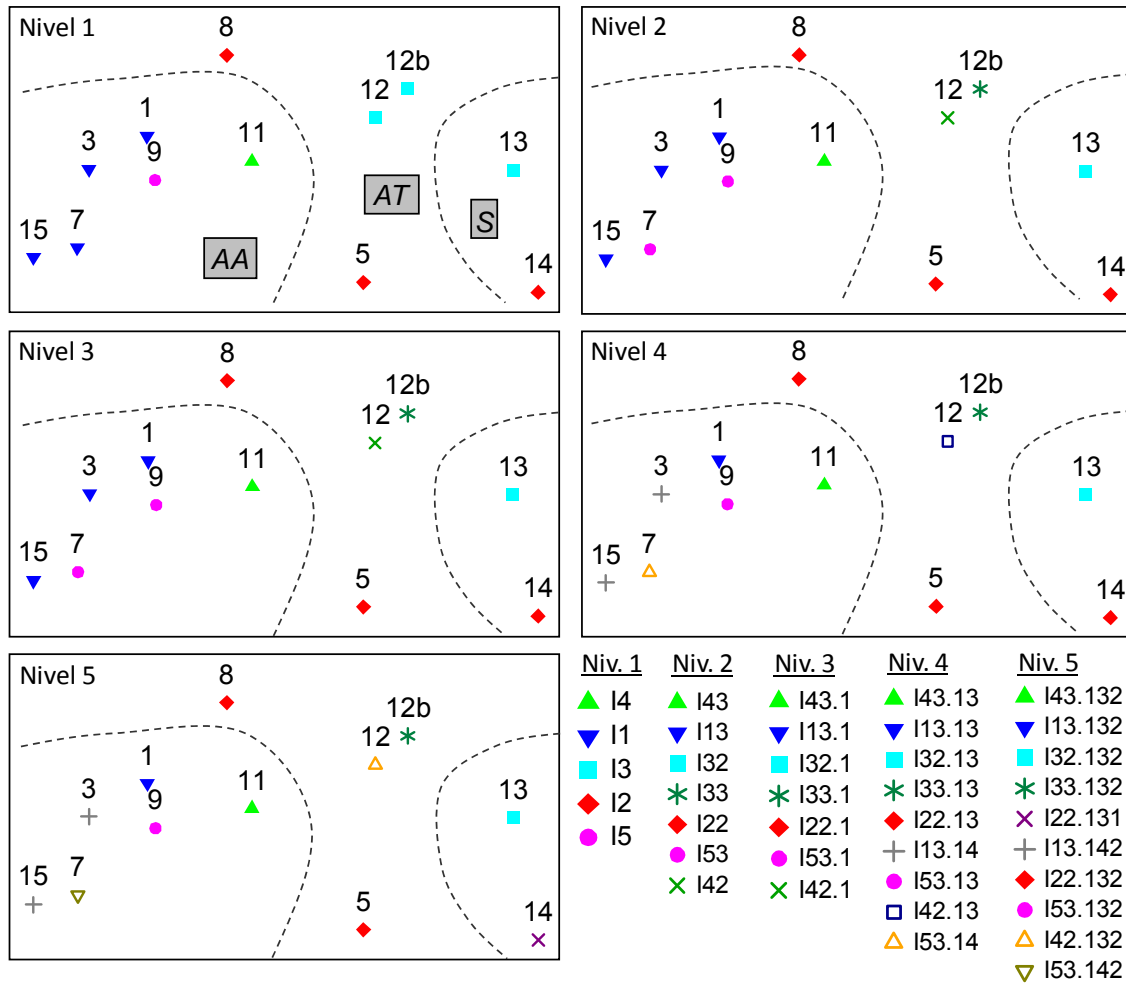 Nivel 1
8
12b
12
1
3
9
11
13
AT
S
15
7
AA
5
14
Nivel 2
8
12b
12
1
3
9
11
13
15
7
5
14
Nivel 3
8
12b
12
1
3
9
11
13
15
7
5
14
Nivel 4
8
12b
12
1
3
9
11
13
15
7
5
14
Nivel 5
8
12b
12
1
3
9
11
13
15
7
5
14
Niv. 1
I4
I1
I3
I2
I5
Niv. 2
I43
I13
I32
I33
I22
I53
I42
Niv. 3
I43.1
I13.1
I32.1
I33.1
I22.1
I53.1
I42.1
Niv. 4
I43.13
I13.13
I32.13
I33.13
I22.13
I13.14
I53.13
I42.13
I53.14
Niv. 5
I43.132
I13.132
I32.132
I33.132
I22.131
I13.142
I22.132
I53.132
I42.132
I53.142